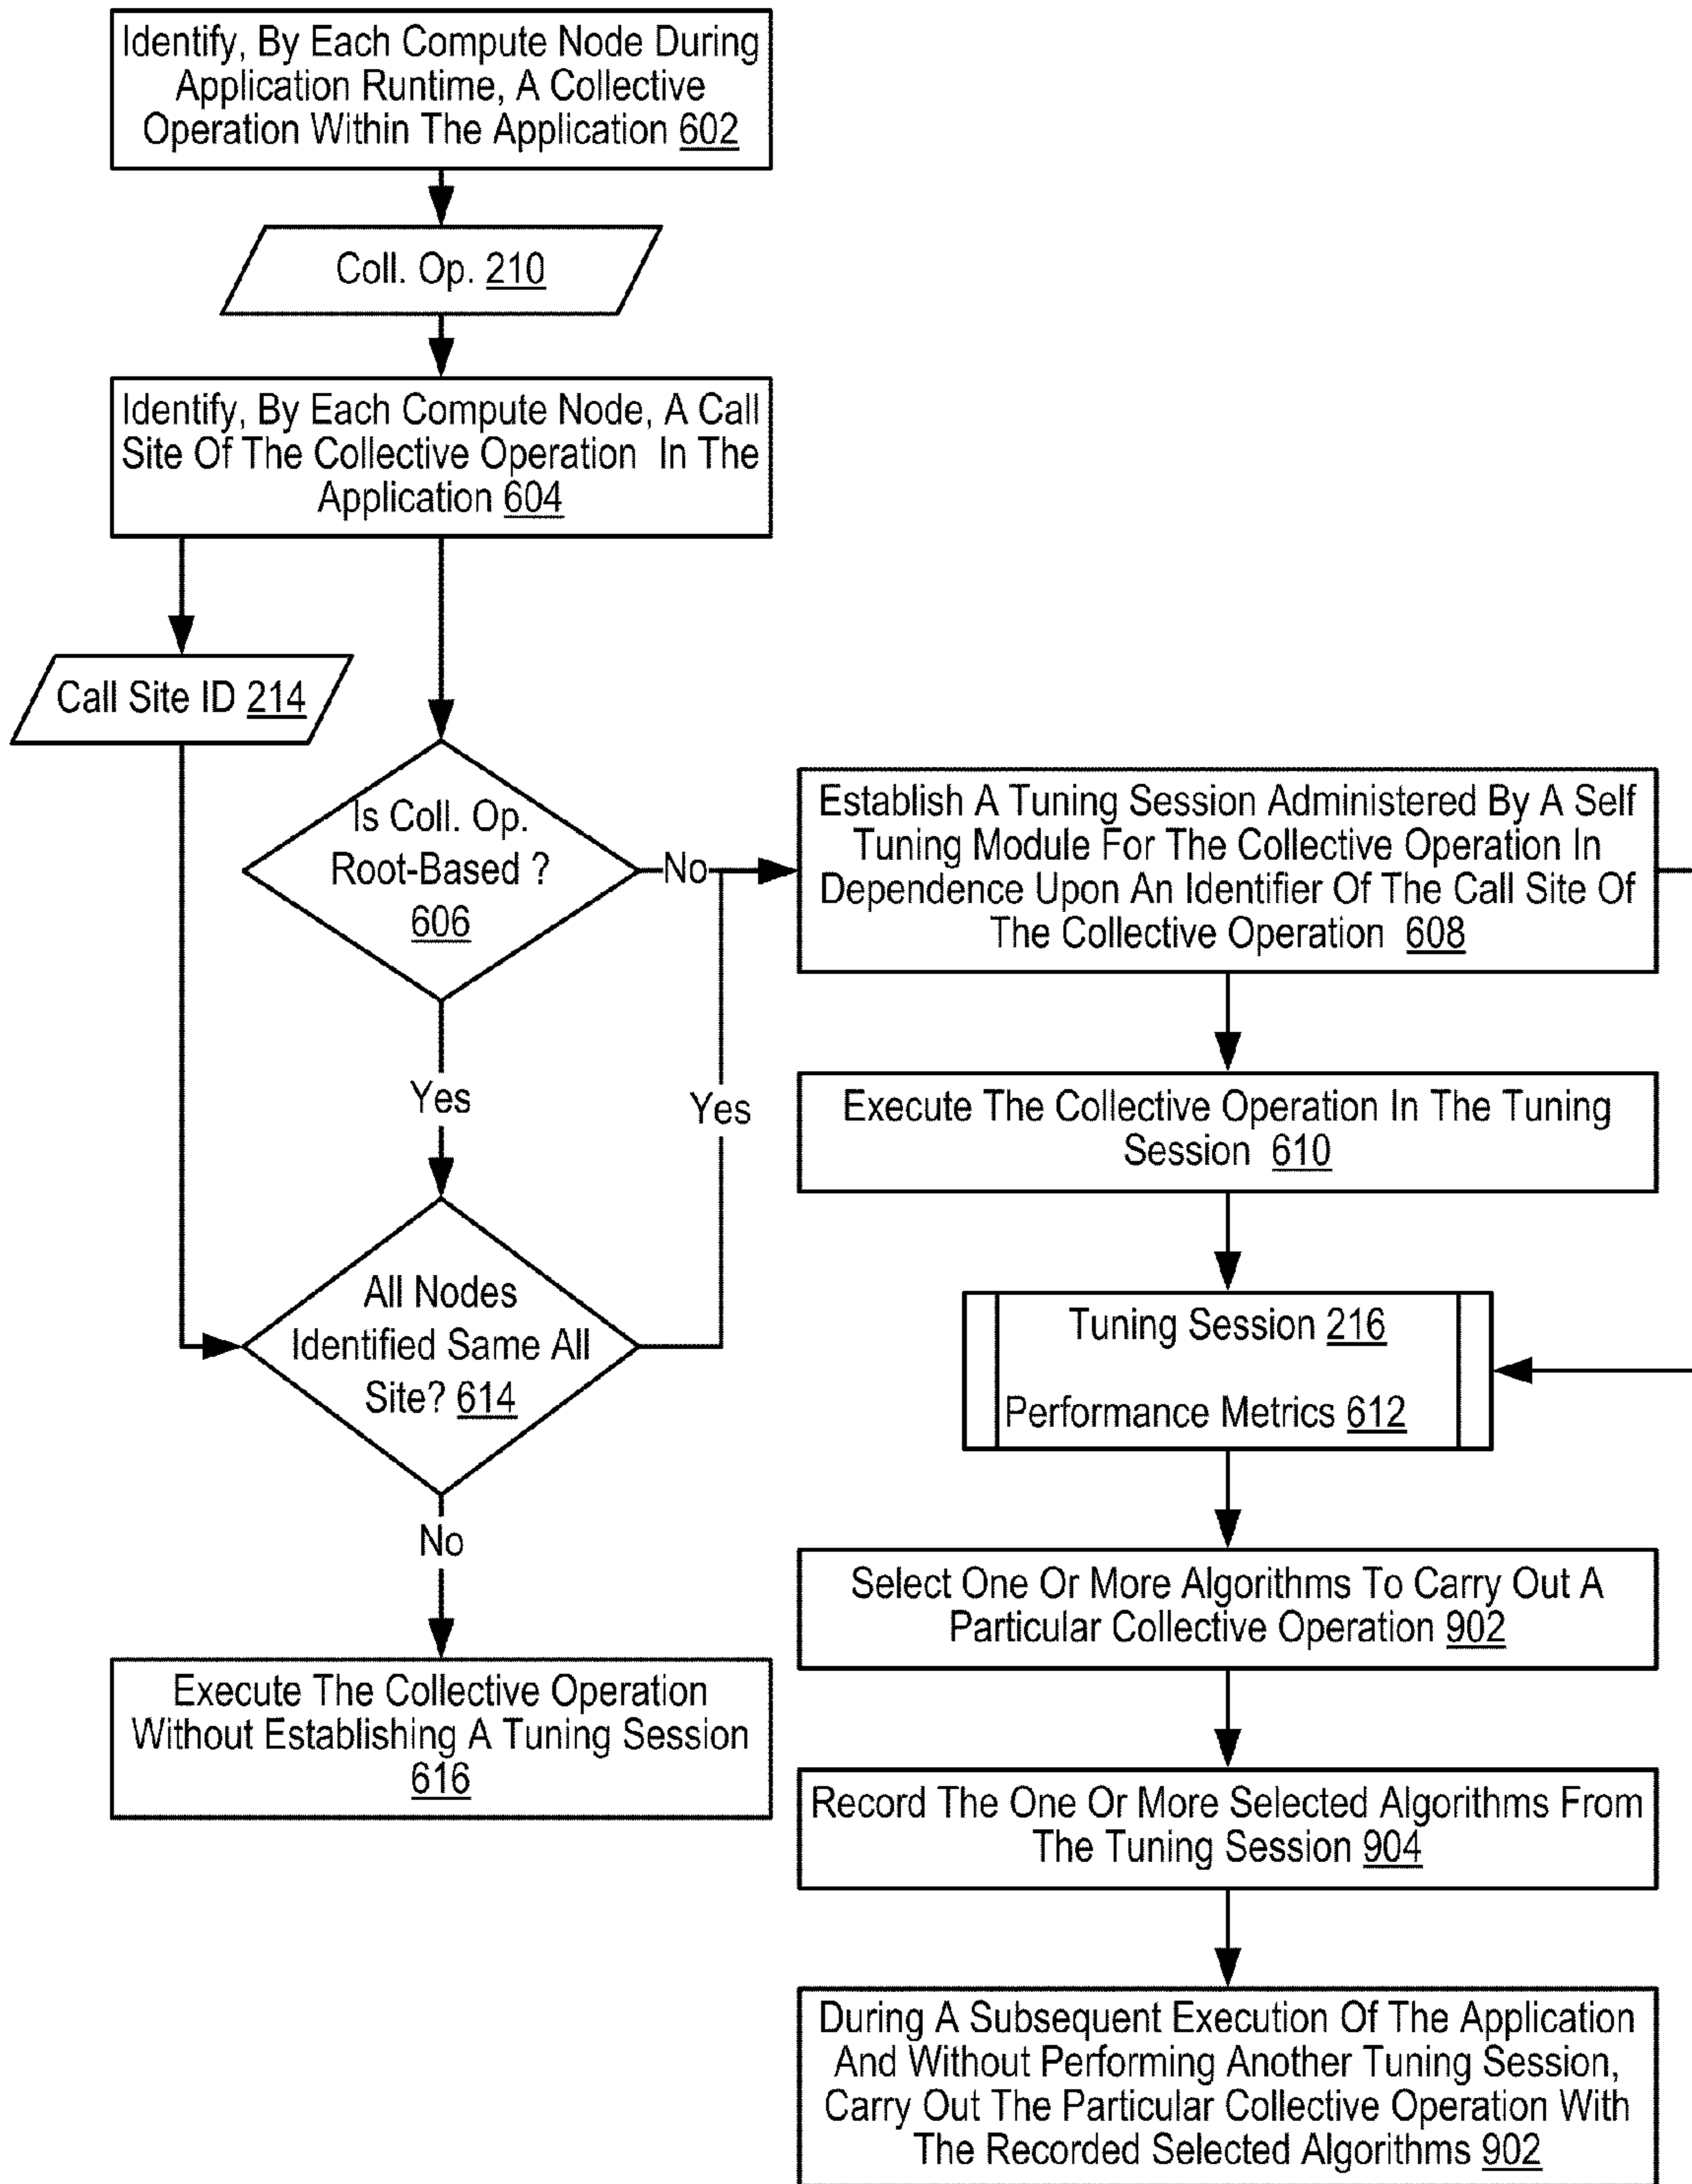 Identify, By Each Compute Node During
Application Runtime, A Collective
Operation Within The Application 602
Coll. Op. 210
Identify, By Each Compute Node, A Call
Site Of The Collective Operation In The
Application 604
Call Site ID 214
Is Coll. Op.
Root-Based ?
606
No
Yes
Yes
All Nodes
Identified Same All
Site? 614
No
Execute The Collective Operation
Without Establishing A Tuning Session
616
Establish A Tuning Session Administered By A Self
Tuning Module For The Collective Operation In
Dependence Upon An Identifier Of The Call Site Of
The Collective Operation 608
Execute The Collective Operation In The Tuning
Session 610
Tuning Session 216
Performance Metrics 612
Select One Or More Algorithms To Carry Out A
Particular Collective Operation 902
Record The One Or More Selected Algorithms From
The Tuning Session 904
During A Subsequent Execution Of The Application
And Without Performing Another Tuning Session,
Carry Out The Particular Collective Operation With
The Recorded Selected Algorithms 902